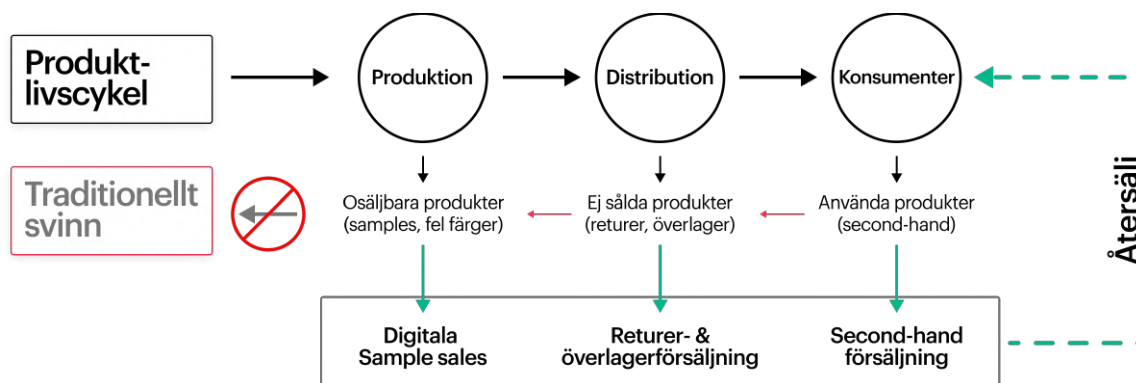 Produkt-
livscykel
Produktion
Distribution
Konsumenter
Traditionellt
svinn
Osäljbara produkter
(samples, fel färger)
Ej sålda produkter
(returer, överlager)
Använda produkter
(second-hand)
Återsälj
Digitala
Sample sales
Returer- &
överlagerförsäljning
Second-hand
försäljning